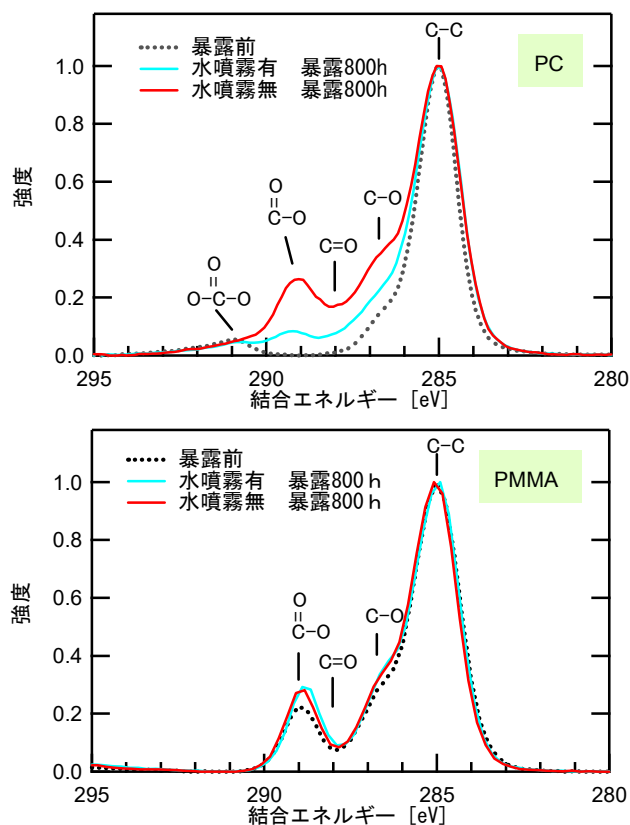 C-C
暴露前
水噴霧有 暴露800h
水噴霧無 暴露800h
PC
O
=
C-O
C=O
C-O
O
=
O-C-O
強度
1.0
0.8
0.6
0.4
0.2
0.0
295
290
285
280
結合エネルギー [eV]
C-C
暴露前
水噴霧有 暴露800h
水噴霧無 暴露800h
PMMA
O
=
C-O
C=O
C-O
強度
1.0
0.8
0.6
0.4
0.2
0.0
295
290
285
280
結合エネルギー [eV]